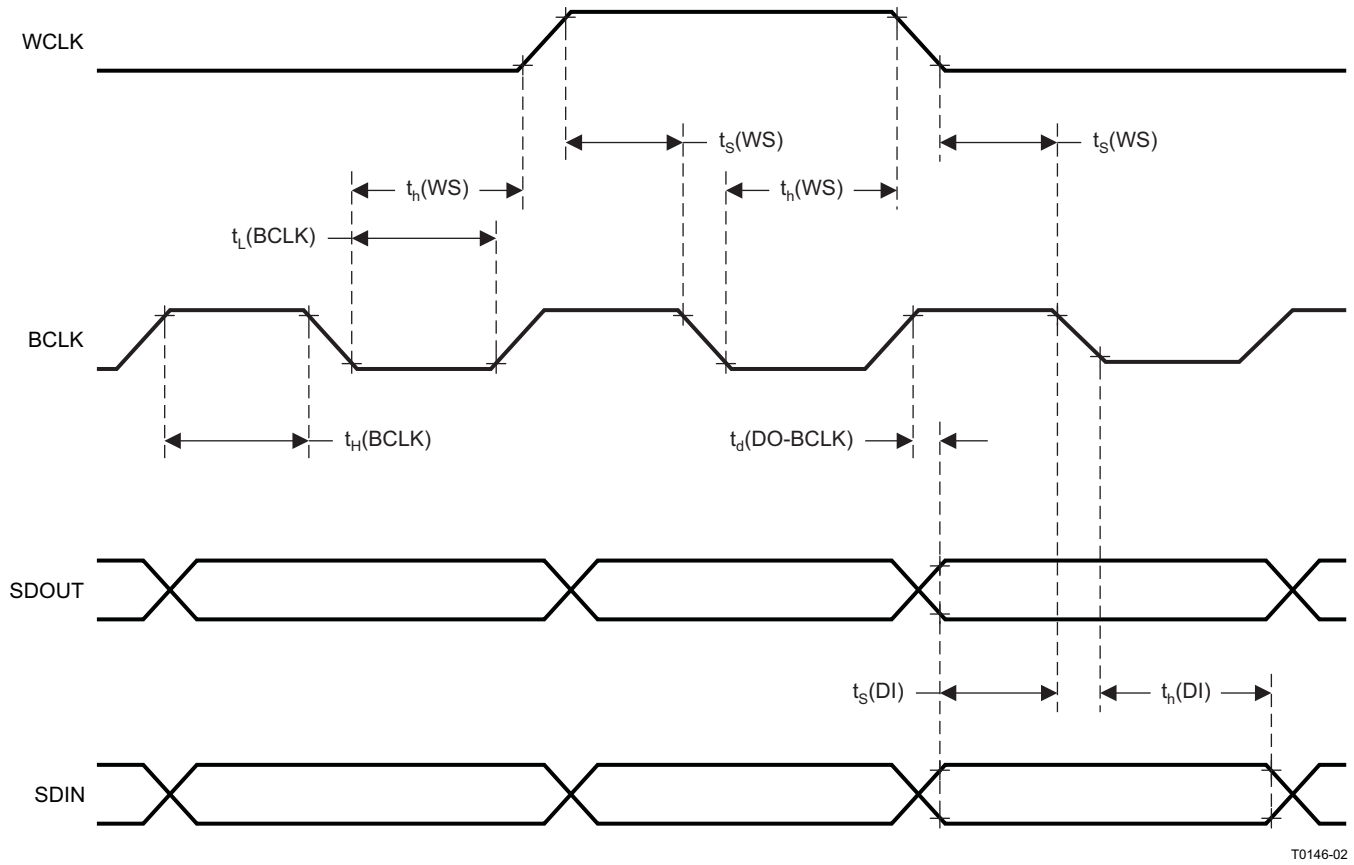 WCLK
tS(WS) tS(WS)
th(WS) th(WS)
tL(BCLK)
BCLK
tH(BCLK) td(DO-BCLK)
SDOUT
tS(DI) th(DI)
SDIN
T0146-02